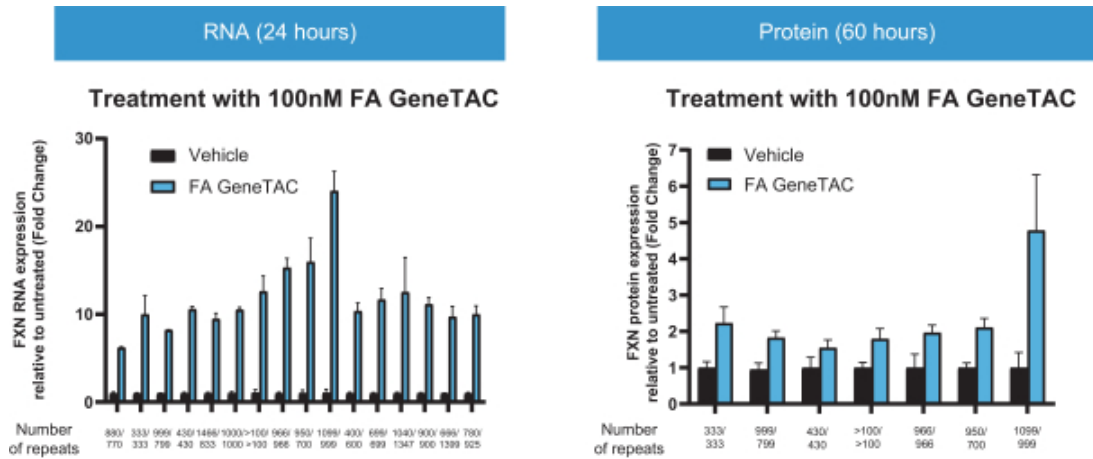 RNA (24 hours)
Treatment with 100nM FA GeneTAC
FXN RNA expression
relative to untreated (Fold Change)
30
20
10
0
Vehicle
FA GeneTAC
Number
of repeats
880/ 333/ 999/ 430/ 1466/ 1000/ >100/ 966/ 950/ 1099/ 400/ 699/ 1040/ 900/ 666/ 780/
770 333 799 430 833 1000 >100 966 700 999 600 699 1347 900 1399 925
Protein (60 hours)
Treatment with 100nM FA GeneTAC
FXN protein expression
relative to untreated (Fold Change)
7
6
5
4
3
2
1
0
Vehicle
FA GeneTAC
Number
of repeats
333/ 999/ 430/ >100/ 966/ 950/ 1099/
333 799 430 >100 966 700 999